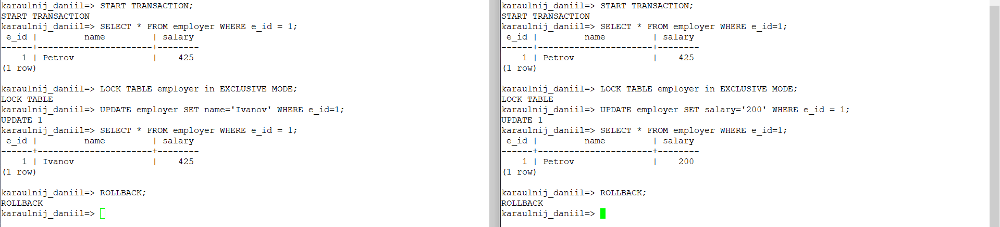 karaulnij_daniil=> START TRANSACTION;
START TRANSACTION
karaulnij_daniil=> SELECT * FROM employer WHERE e_id = 1;
 e_id |         name         | salary
------+----------------------+--------
    1 | Petrov               |    425
(1 row)

karaulnij_daniil=> LOCK TABLE employer in EXCLUSIVE MODE;
LOCK TABLE
karaulnij_daniil=> UPDATE employer SET name='Ivanov' WHERE e_id=1;
UPDATE 1
karaulnij_daniil=> SELECT * FROM employer WHERE e_id = 1;
 e_id |         name         | salary
------+----------------------+--------
    1 | Ivanov               |    425
(1 row)

karaulnij_daniil=> ROLLBACK;
ROLLBACK
karaulnij_daniil=>
karaulnij_daniil=> START TRANSACTION;
START TRANSACTION
karaulnij_daniil=> SELECT * FROM employer WHERE e_id=1;
 e_id |         name         | salary
------+----------------------+--------
    1 | Petrov               |    425
(1 row)

karaulnij_daniil=> LOCK TABLE employer in EXCLUSIVE MODE;
LOCK TABLE
karaulnij_daniil=> UPDATE employer SET salary='200' WHERE e_id = 1;
UPDATE 1
karaulnij_daniil=> SELECT * FROM employer WHERE e_id=1;
 e_id |         name         | salary
------+----------------------+--------
    1 | Petrov               |    200
(1 row)

karaulnij_daniil=> ROLLBACK;
ROLLBACK
karaulnij_daniil=>